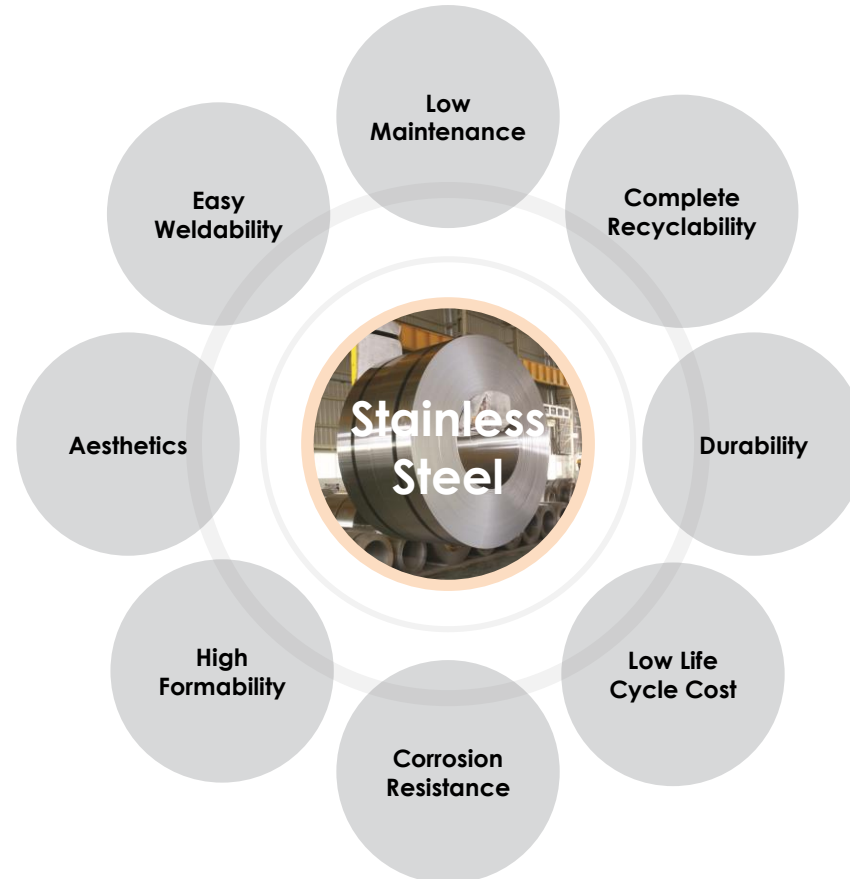 Low
Maintenance
Complete
Recyclability
Durability
Low Life
Cycle Cost
Corrosion
Resistance
High
Formability
Aesthetics
Easy
Weldability
Stainless
Steel